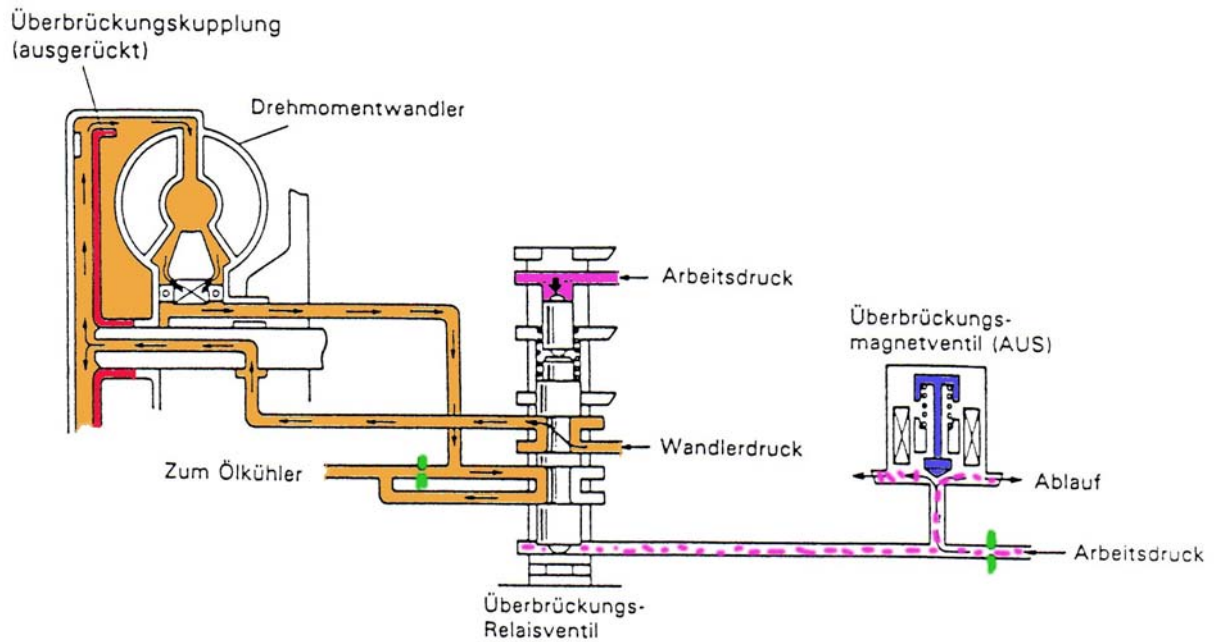 Überbrückungskupplung
(ausgerückt)
Drehmomentwandler
Arbeitsdruck
Überbrückungs-
magnetventil (AUS)
Wandlerdruck
Zum Ölkühler
Ablauf
Arbeitsdruck
Überbrückungs-
Relaisventil